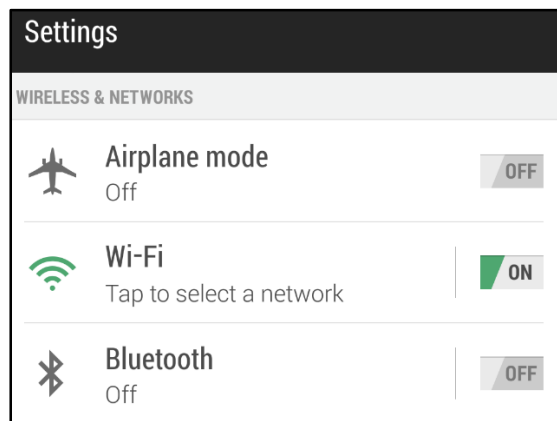 Settings
WIRELESS & NETWORKS
Airplane mode
Off
OFF
Wi-Fi
Tap to select a network
ON
Bluetooth
Off
OFF